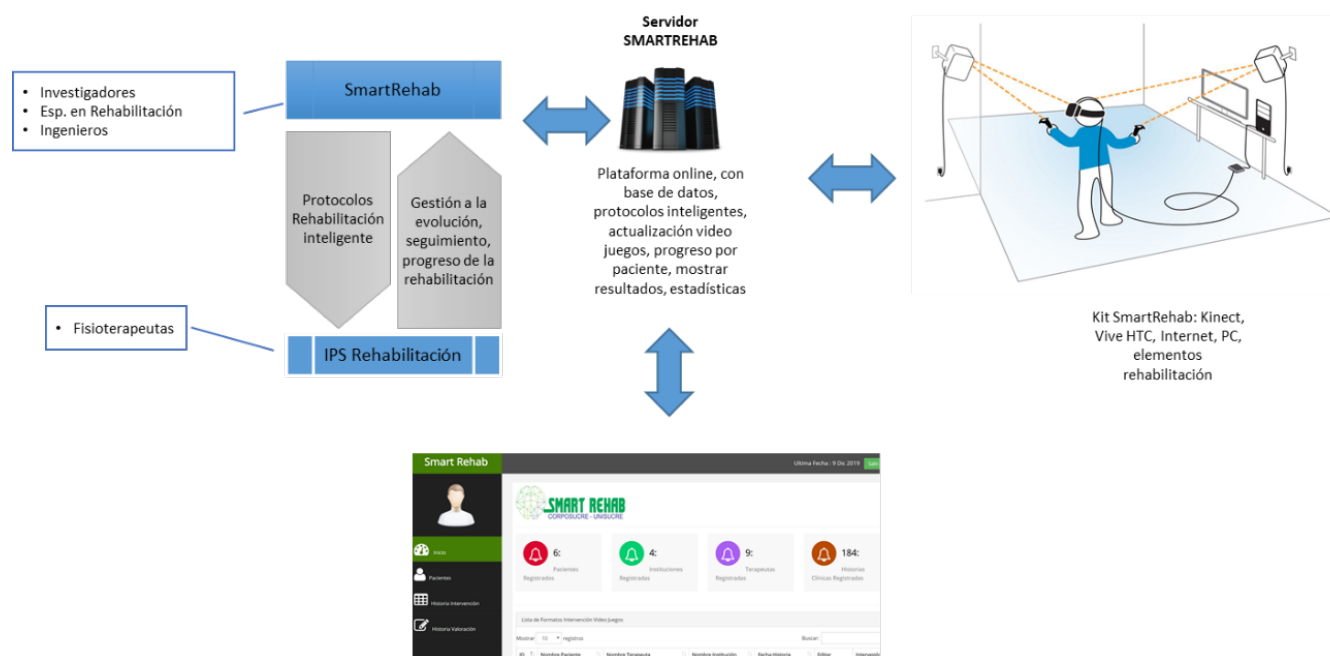 Servidor
SMARTREHAB
• Investigadores
• Esp. en Rehabilitación
• Ingenieros
SmartRehab
Protocolos
Rehabilitación
inteligente
Gestión a la
evolución,
seguimiento,
progreso de la
rehabilitación
• Fisioterapeutas
IPS Rehabilitación
Plataforma online, con
base de datos,
protocolos inteligentes,
actualización video
juegos, progreso por
paciente, mostrar
resultados, estadísticas
Kit SmartRehab: Kinect,
Vive HTC, Internet, PC,
elementos
rehabilitación
Smart Rehab
Ultima Fecha : 9 Dic 2019
SMART REHAB
CORPOSUCRE - UNISUCRE
Inicio
Pacientes
Historia Intervención
Historia Valoración
6:
Pacientes
Registrados
4:
Instituciones
Registradas
9:
Terapeutas
Registradas
184:
Historias
Clínicas Registradas
Lista de Formatos Intervención Video Juegos
Mostrar 10 registros
Buscar:
ID Nombre Paciente Nombre Terapeuta Nombre Institución Fecha Historia Editar